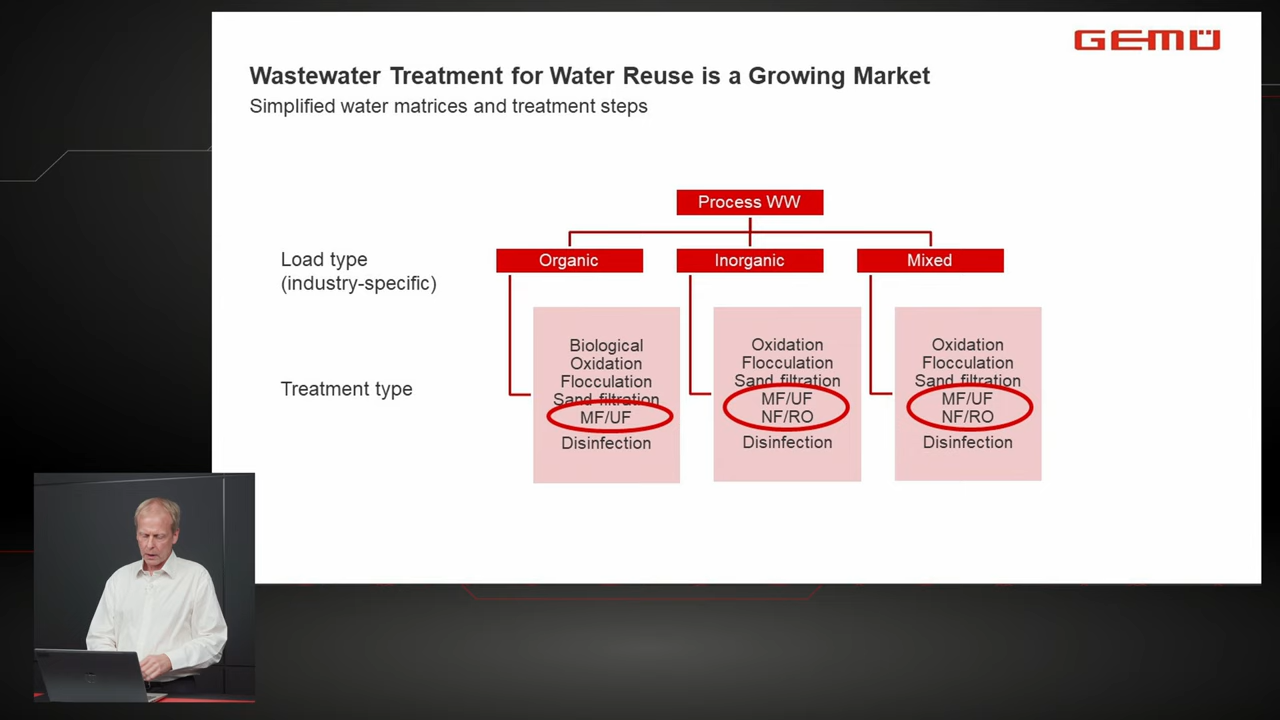 GEMÜ
Wastewater Treatment for Water Reuse is a Growing Market
Simplified water matrices and treatment steps
Process WW
Load type
(industry-specific)
Organic
Inorganic
Mixed
Treatment type
Biological
Oxidation
Flocculation
Sand filtration
MF/UF
Disinfection
Oxidation
Flocculation
Sand filtration
MF/UF
NF/RO
Disinfection
Oxidation
Flocculation
Sand filtration
MF/UF
NF/RO
Disinfection